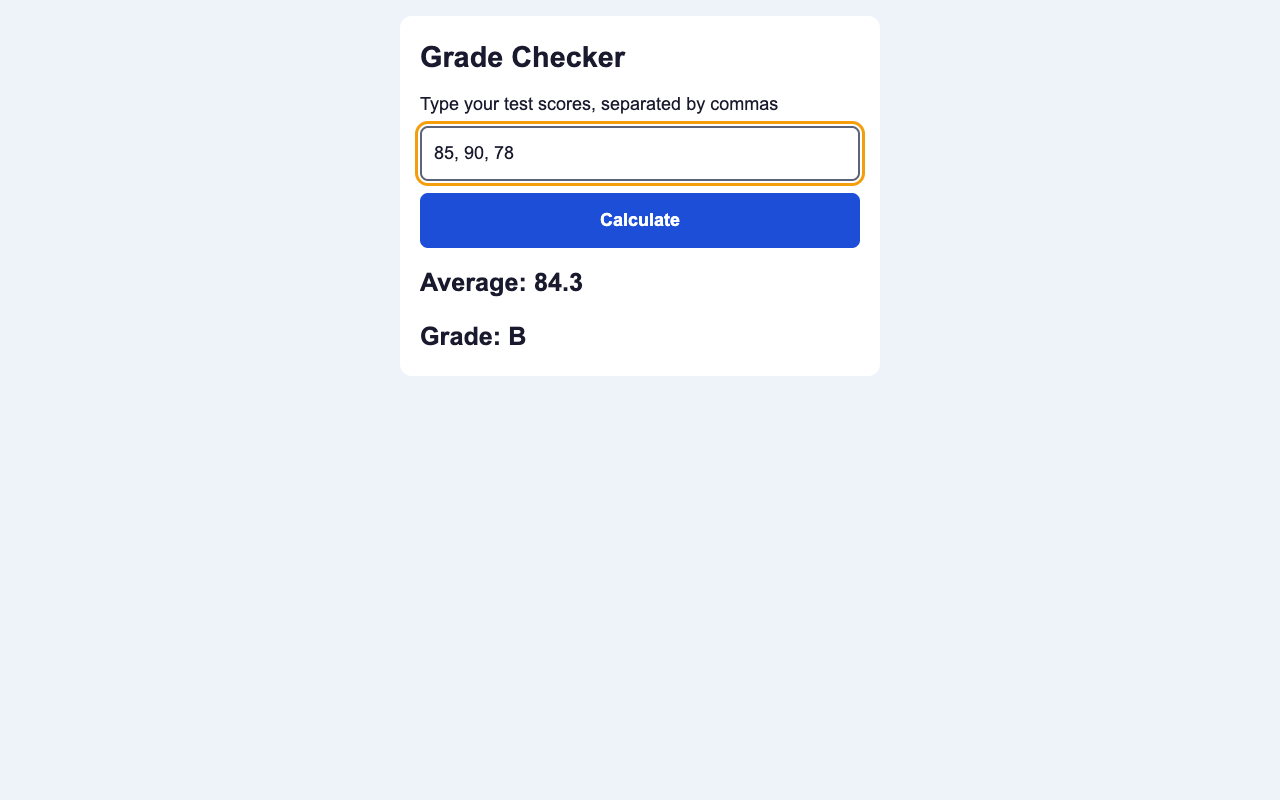 Grade Checker
Type your test scores, separated by commas
85, 90, 78
Calculate
Average: 84.3
Grade: B